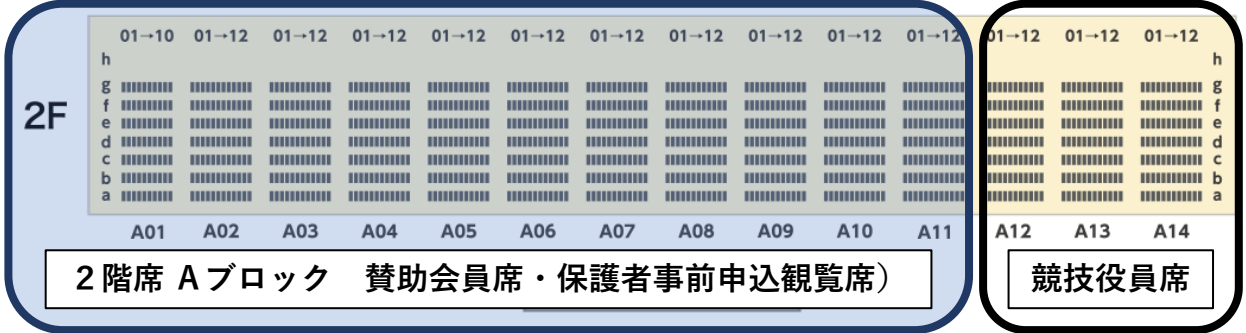 01→10 01→12 01→12 01→12 01→12 01→12 01→12 01→12 01→12 01→12 01→12 01→12 01→12 01→12
h h
g g
f f
2F
e e
d d
c c
b b
a a
A01 A02 A03 A04 A05 A06 A07 A08 A09 A10 A11 A12 A13 A14
２階席 Aブロック　賛助会員席・保護者事前申込観覧席）
競技役員席